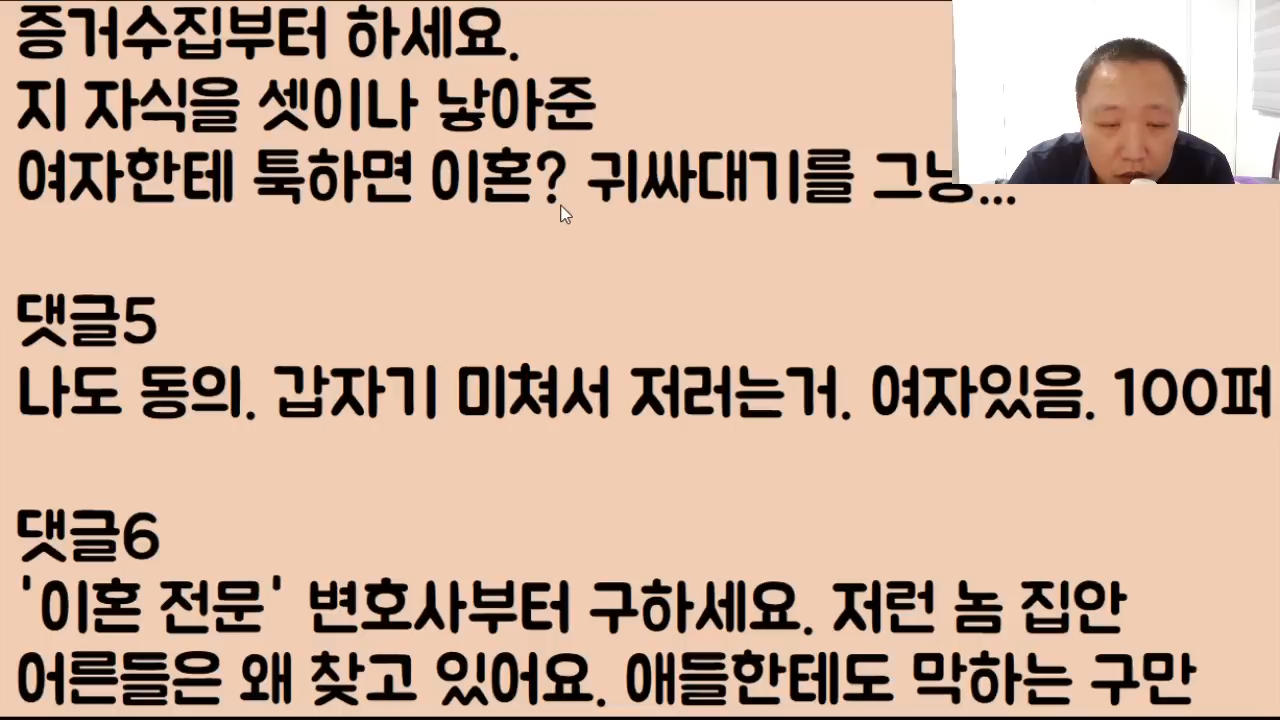 증거수집부터 하세요.
지 자식을 셋이나 낳아준
여자한테 툭하면 이혼? 귀싸대기를 그냥...
댓글5
나도 동의. 갑자기 미쳐서 저러는거. 여자있음. 100퍼
댓글6
'이혼 전문' 변호사부터 구하세요. 저런 놈 집안
어른들은 왜 찾고 있어요. 애들한테도 막하는 구만